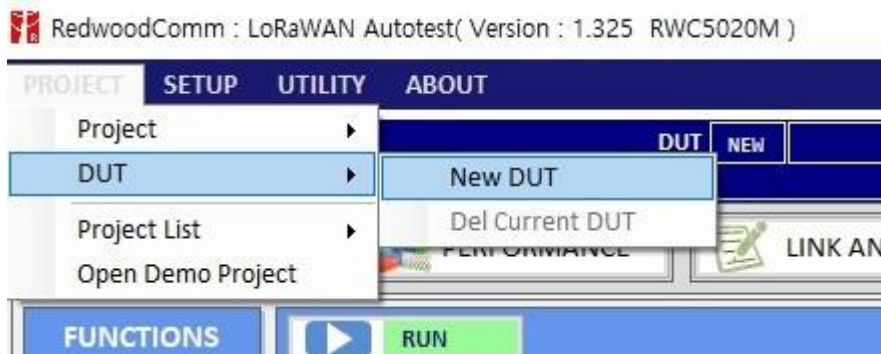 RedwoodComm : LoRaWAN Autotest( Version : 1.325 RWC5020M )
PROJECT SETUP UTILITY ABOUT
Project
DUT NEW
DUT
New DUT
Project List
Del Current DUT
Open Demo Project
PERFORMANCE
LINK AN
FUNCTIONS
RUN